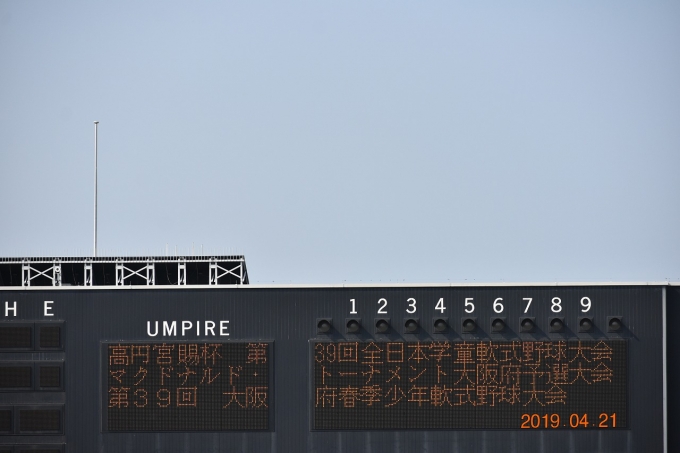 H E
1 2 3 4 5 6 7 8 9
UMPIRE
高円宮賜杯 第39回全日本学童軟式野球大会
マクドナルド・トーナメント大阪府予選大会
第39回 大阪府春季少年軟式野球大会
2019.04.21